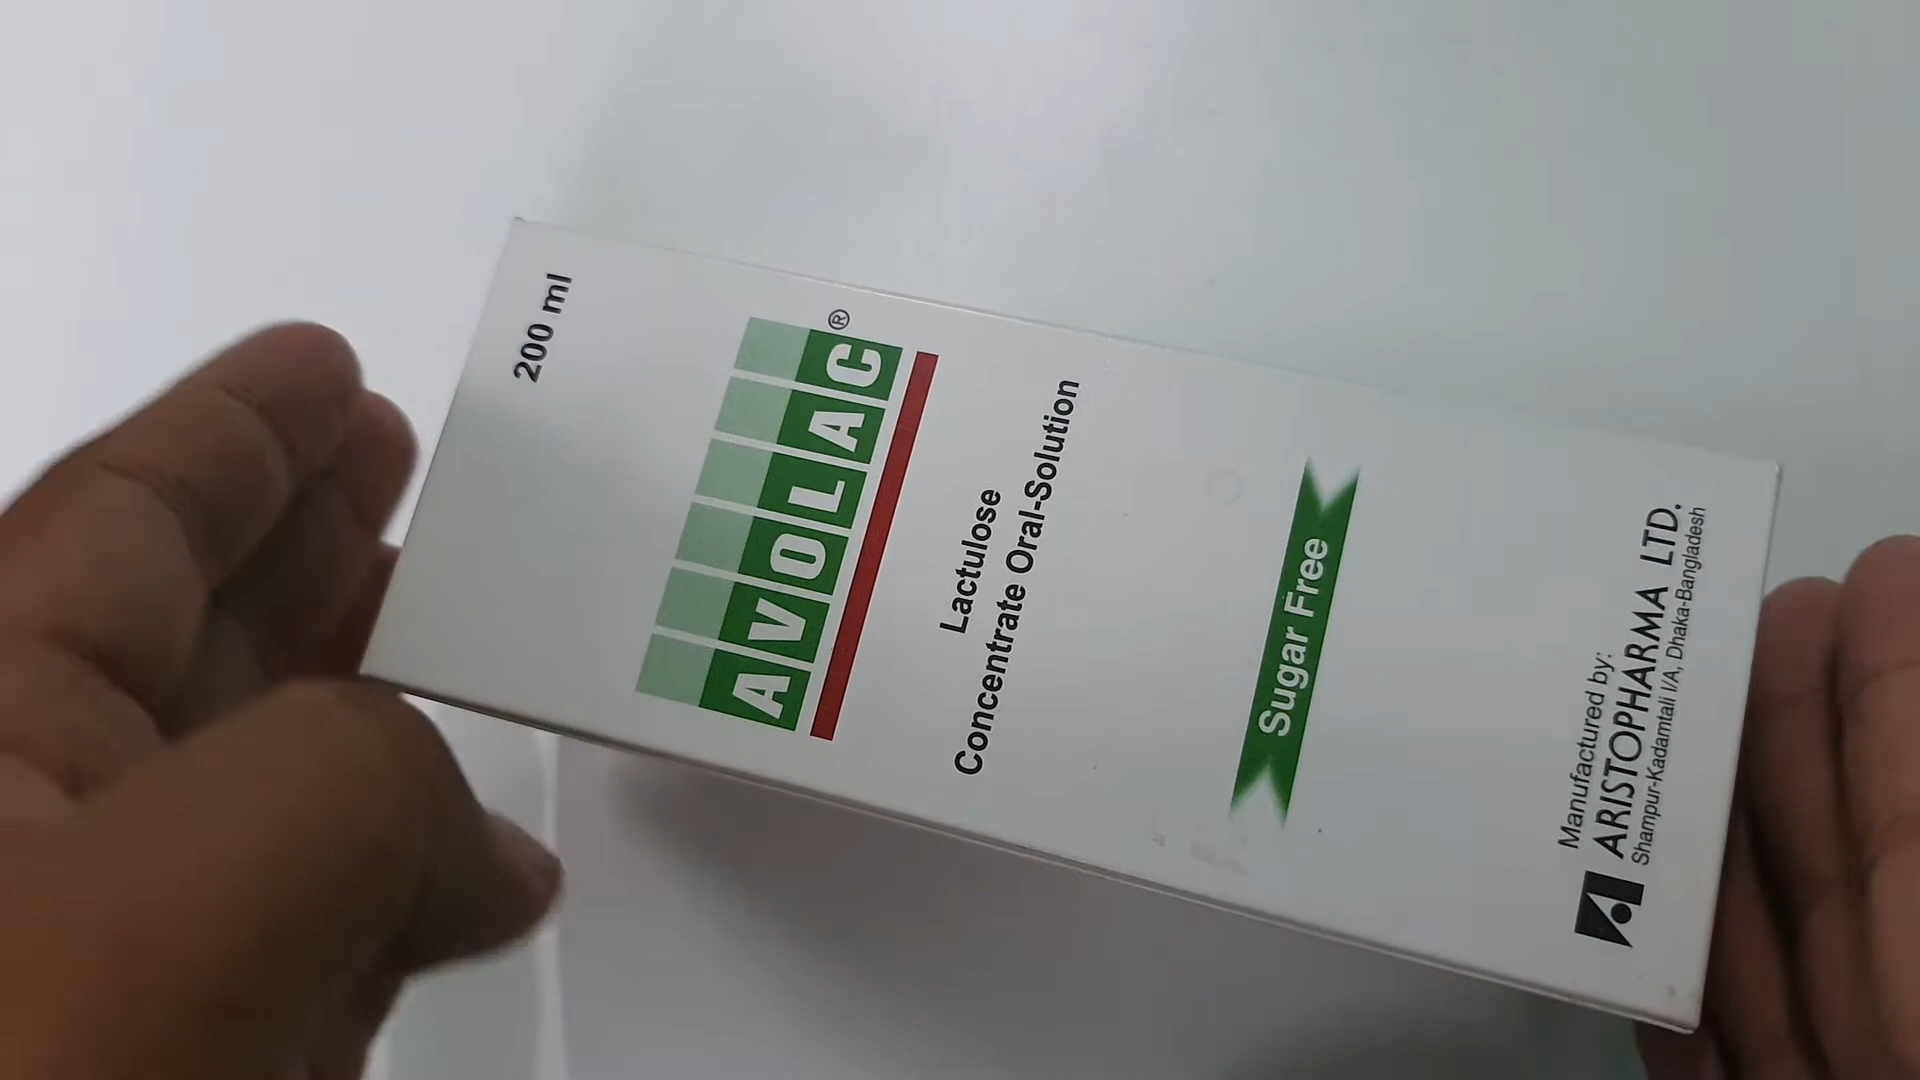 200 ml
AVOLAC®
Lactulose
Concentrate Oral-Solution
Sugar Free
Manufactured by:
ARISTOPHARMA LTD.
Shampur-Kadamtali I/A, Dhaka-Bangladesh